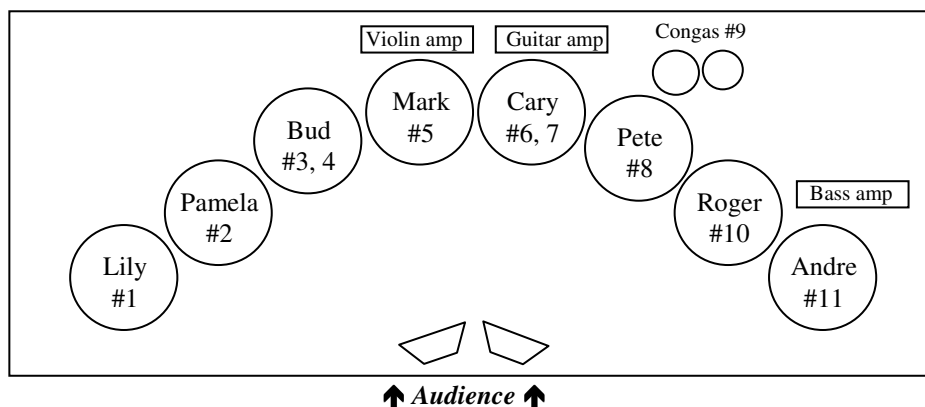 Violin amp
Guitar amp
Congas #9
Mark
#5
Cary
#6, 7
Bud
#3, 4
Pete
#8
Pamela
#2
Roger
#10
Bass amp
Lily
#1
Andre
#11
Audience